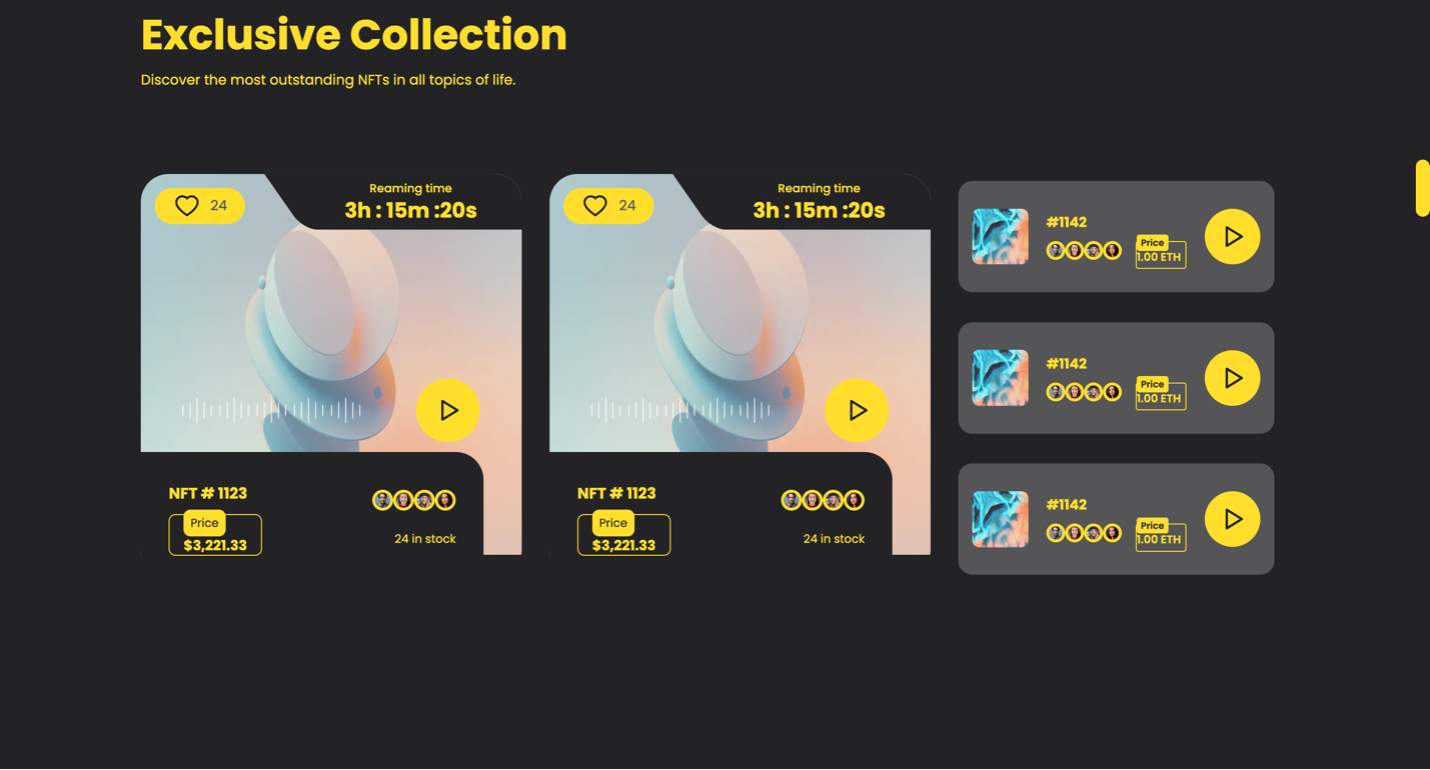 Exclusive Collection
Discover the most outstanding NFTs in all topics of life.
24
Reaming time
3h : 15m :20s
NFT # 1123
Price
$3,221.33
24 in stock
24
Reaming time
3h : 15m :20s
NFT # 1123
Price
$3,221.33
24 in stock
#1142
Price
1.00 ETH
#1142
Price
1.00 ETH
#1142
Price
1.00 ETH